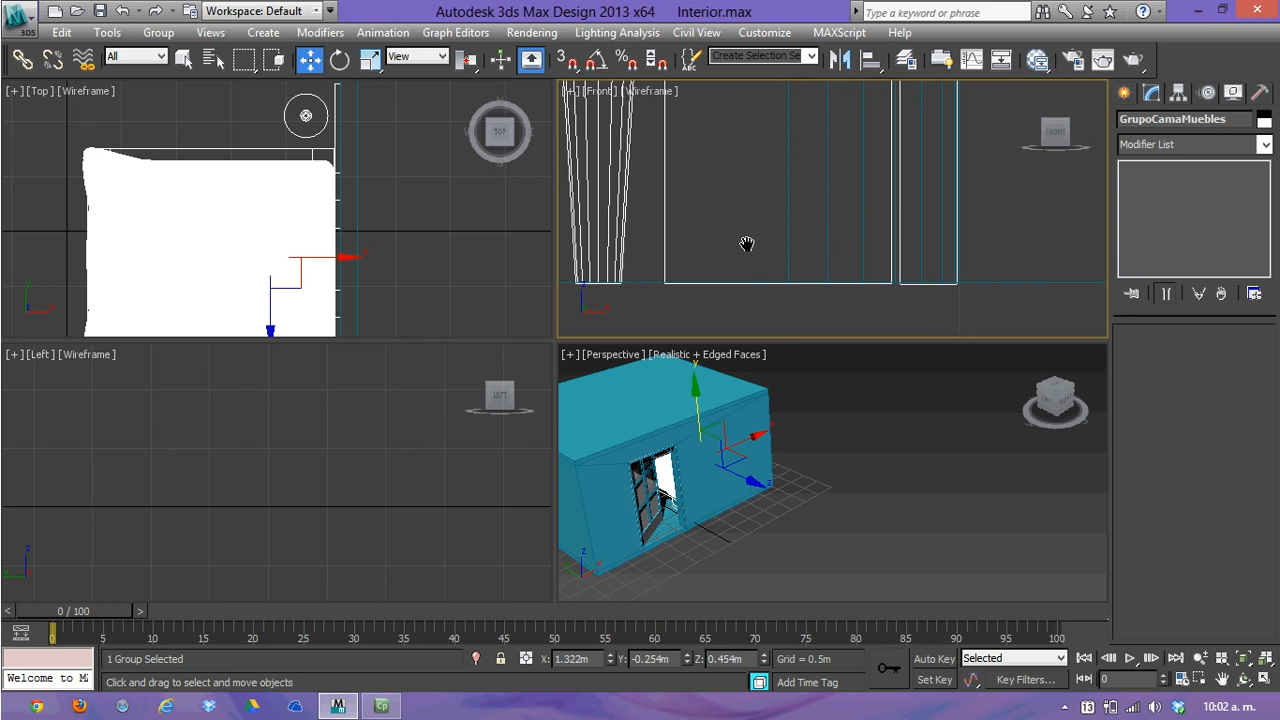 3DS
Workspace: Default
Autodesk 3ds Max Design 2013 x64 Interior.max
Type a keyword or phrase
Edit Tools Group Views Create Modifiers Animation Graph Editors Rendering Lighting Analysis Civil View Customize MAXScript Help
All View Create Selection Se
[+] [Top] [Wireframe]
TOP
[+] [Front] [Wireframe]
FRONT
GrupoCamaMuebles
Modifier List
[+] [Left] [Wireframe]
LEFT
[+] [Perspective] [Realistic + Edged Faces]
0 / 100
0 5 10 15 20 25 30 35 40 45 50 55 60 65 70 75 80 85 90 95 100
1 Group Selected X: 1.322m Y: -0.254m Z: 0.454m Grid = 0.5m Auto Key Selected
Welcome to M Click and drag to select and move objects Add Time Tag Set Key Key Filters... 0
Cp 13 10:02 a. m.